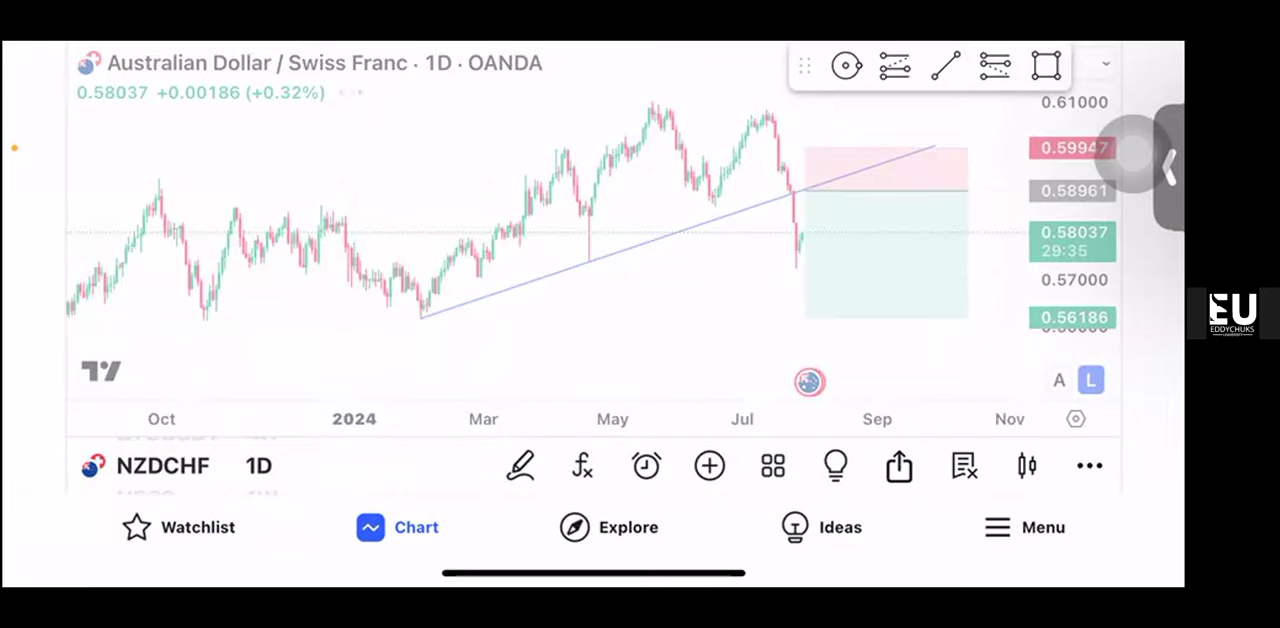 Australian Dollar / Swiss Franc · 1D · OANDA
0.58037 +0.00186 (+0.32%)
0.61000
0.59947
0.58961
0.58037
29:35
0.57000
0.56186
A L
Oct 2024 Mar May Jul Sep Nov
NZDCHF 1D
Watchlist Chart Explore Ideas Menu
EU
EDDYCHUKS
UNIVERSITY